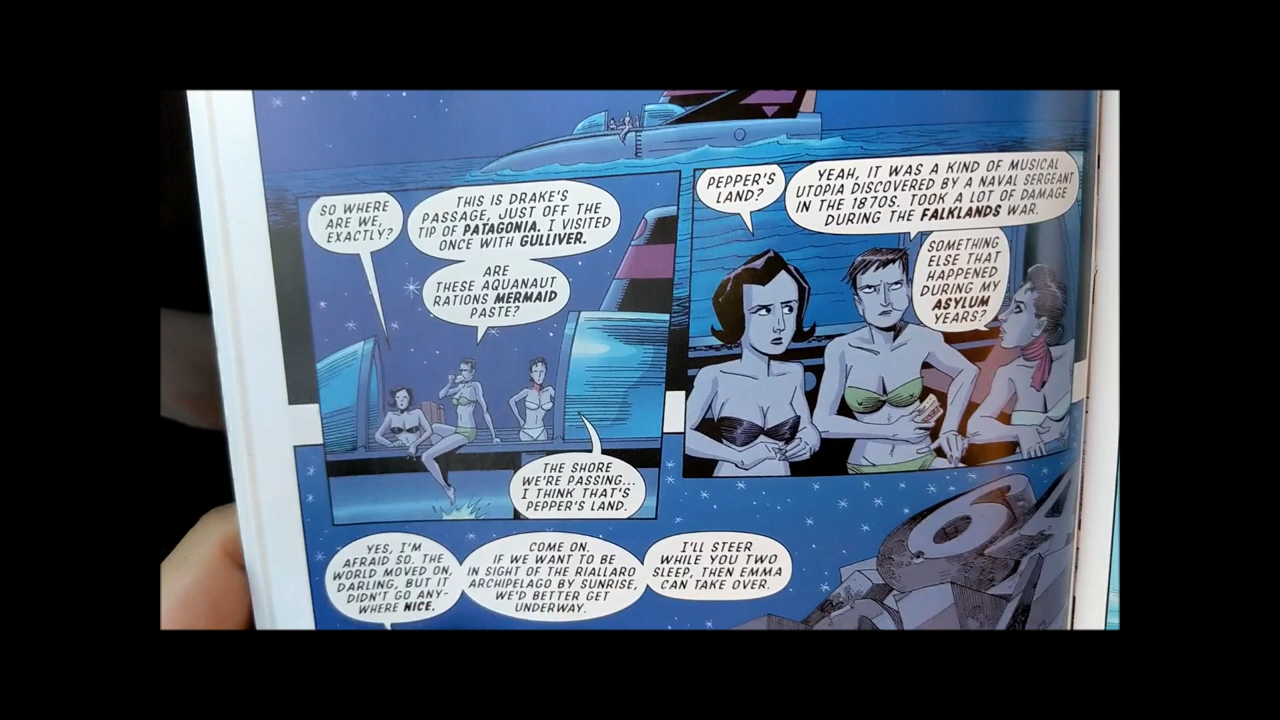 SO WHERE
ARE WE,
EXACTLY?
THIS IS DRAKE'S
PASSAGE, JUST OFF THE
TIP OF PATAGONIA. I VISITED
ONCE WITH GULLIVER.
ARE
THESE AQUANAUT
RATIONS MERMAID
PASTE?
THE SHORE
WE'RE PASSING...
I THINK THAT'S
PEPPER'S LAND.
PEPPER'S
LAND?
YEAH, IT WAS A KIND OF MUSICAL
UTOPIA DISCOVERED BY A NAVAL SERGEANT
IN THE 1870S. TOOK A LOT OF DAMAGE
DURING THE FALKLANDS WAR.
SOMETHING
ELSE THAT
HAPPENED
DURING MY
ASYLUM
YEARS?
YES, I'M
AFRAID SO. THE
WORLD MOVED ON,
DARLING, BUT IT
DIDN'T GO ANY-
WHERE NICE.
COME ON.
IF WE WANT TO BE
IN SIGHT OF THE RIALLARO
ARCHIPELAGO BY SUNRISE,
WE'D BETTER GET
UNDERWAY.
I'LL STEER
WHILE YOU TWO
SLEEP, THEN EMMA
CAN TAKE OVER.
6